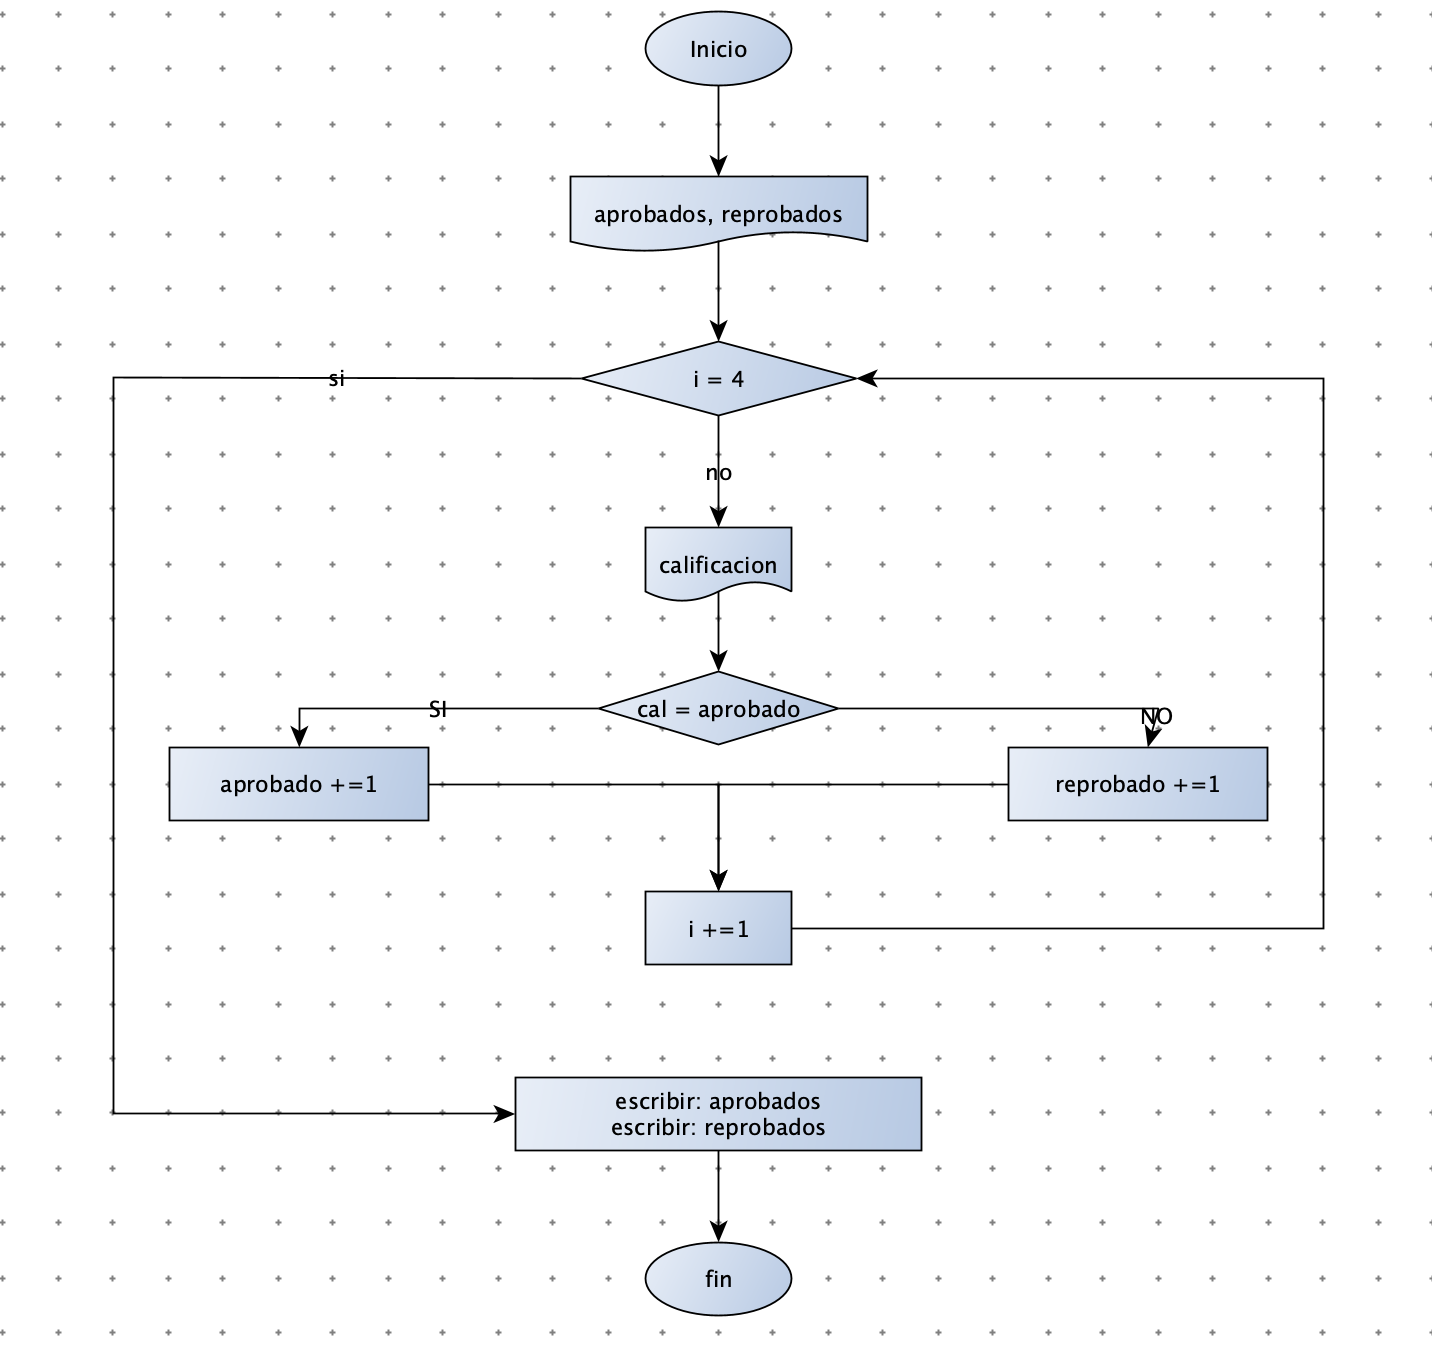 Inicio
aprobados, reprobados
i = 4
si
no
calificacion
cal = aprobado
SI
NO
aprobado +=1
reprobado +=1
i +=1
escribir: aprobados
escribir: reprobados
fin